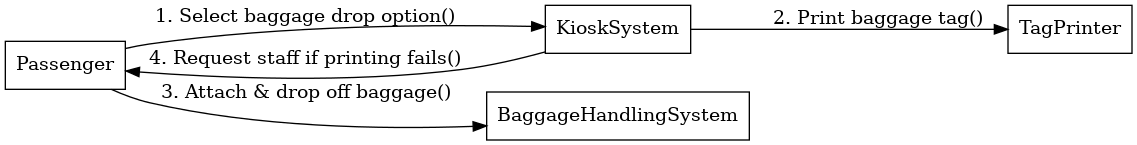 1. Select baggage drop option()
2. Print baggage tag()
KioskSystem
TagPrinter
Passenger
4. Request staff if printing fails()
3. Attach & drop off baggage()
BaggageHandlingSystem